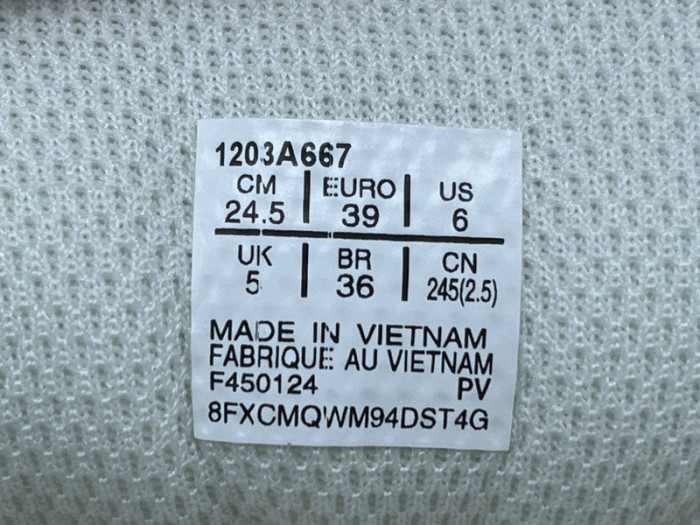 1203A667
CM | EURO | US
24.5 | 39 | 6
UK | BR | CN
5 | 36 | 245(2.5)
MADE IN VIETNAM
FABRIQUE AU VIETNAM
F450124 PV
8FXCMQWM94DST4G